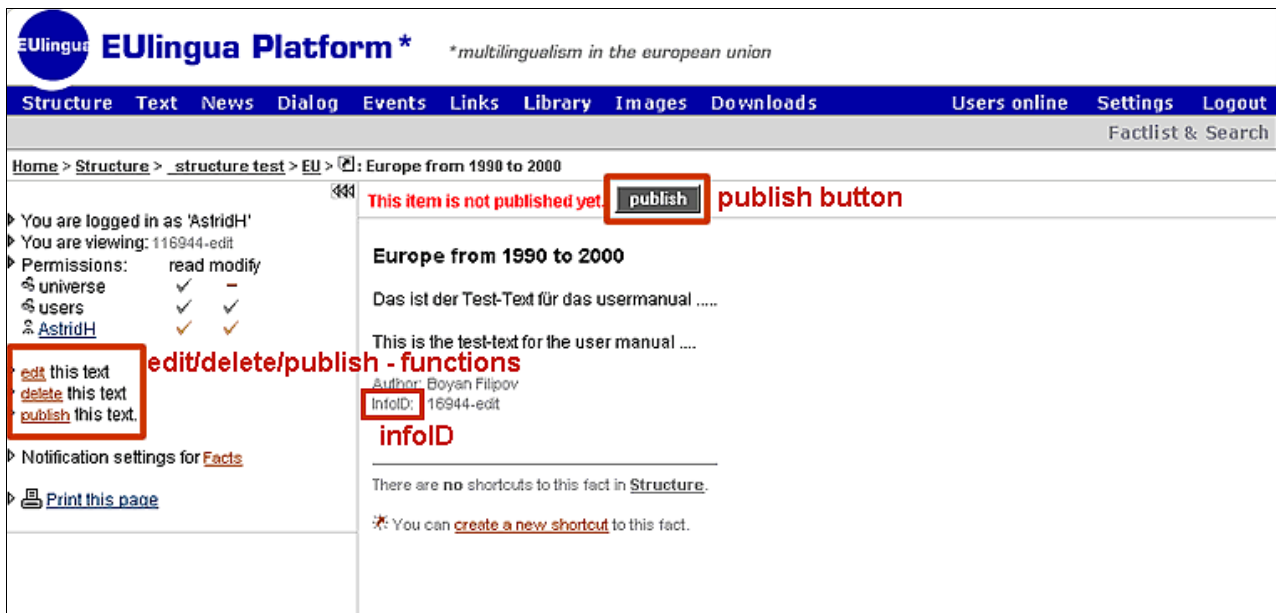 EUlingua EUlingua Platform* *multilingualism in the european union
Structure Text News Dialog Events Links Library Images Downloads Users online Settings Logout
Factlist & Search
Home > Structure > _structure test > EU > : Europe from 1990 to 2000
This item is not published yet. publish publish button
You are logged in as 'AstridH'
You are viewing: 116944-edit
Permissions: read modify
universe
users
AstridH
edit/delete/publish - functions
edit this text
delete this text
publish this text.
Notification settings for Facts
Print this page
Europe from 1990 to 2000
Das ist der Test-Text für das usermanual .....
This is the test-text for the user manual ....
Author: Boyan Filipov
InfoID: 16944-edit
infoID
There are no shortcuts to this fact in Structure.
You can create a new shortcut to this fact.